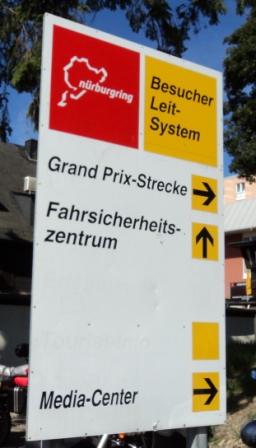 nürburgring
Besucher
Leit-
System
Grand Prix-Strecke
Fahrsicherheits-
zentrum
Media-Center